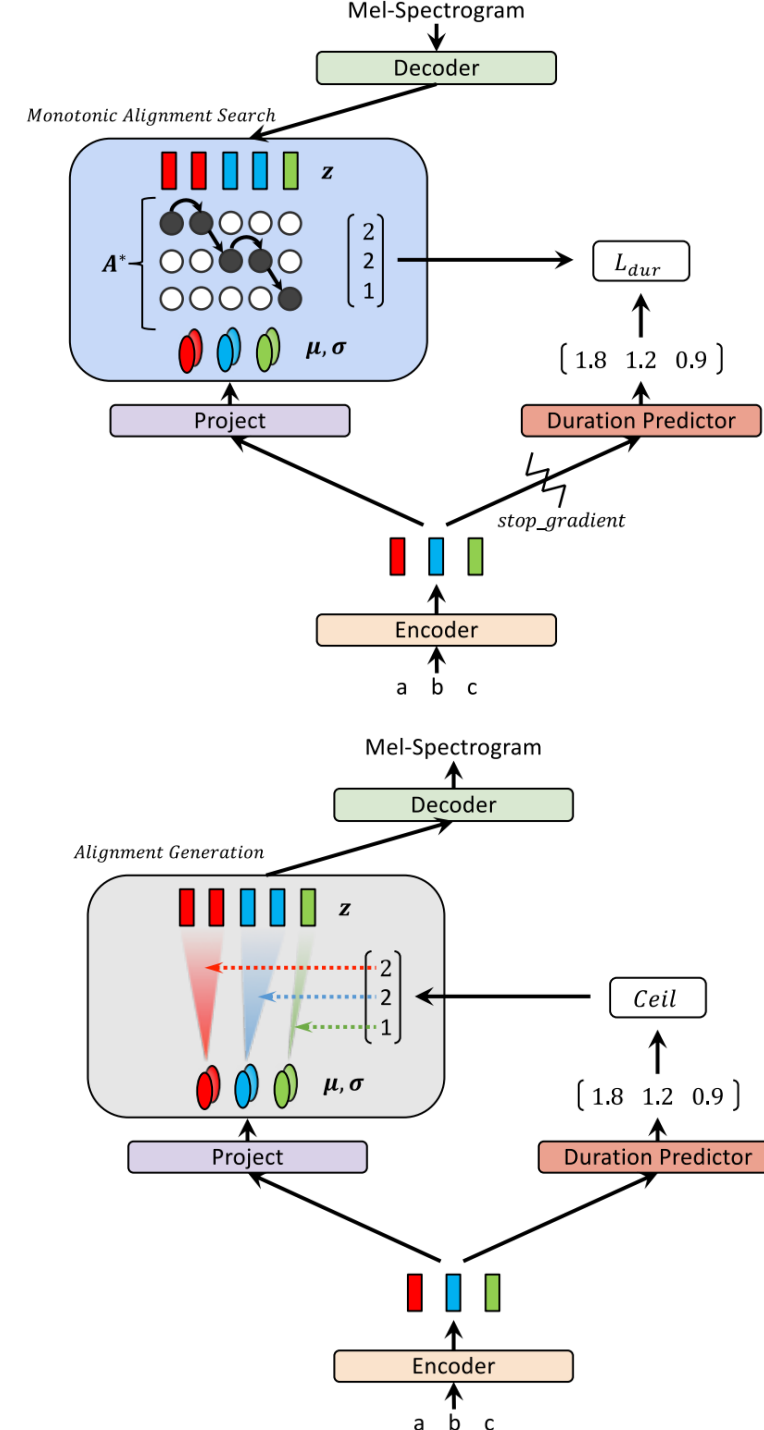 Mel-Spectrogram
Decoder
Monotonic Alignment Search
z
A*
2
2
1
L_dur
μ, σ
[1.8 1.2 0.9]
Project
Duration Predictor
stop_gradient
Encoder
a b c
Mel-Spectrogram
Decoder
Alignment Generation
z
2
2
1
Ceil
μ, σ
[1.8 1.2 0.9]
Project
Duration Predictor
Encoder
a b c